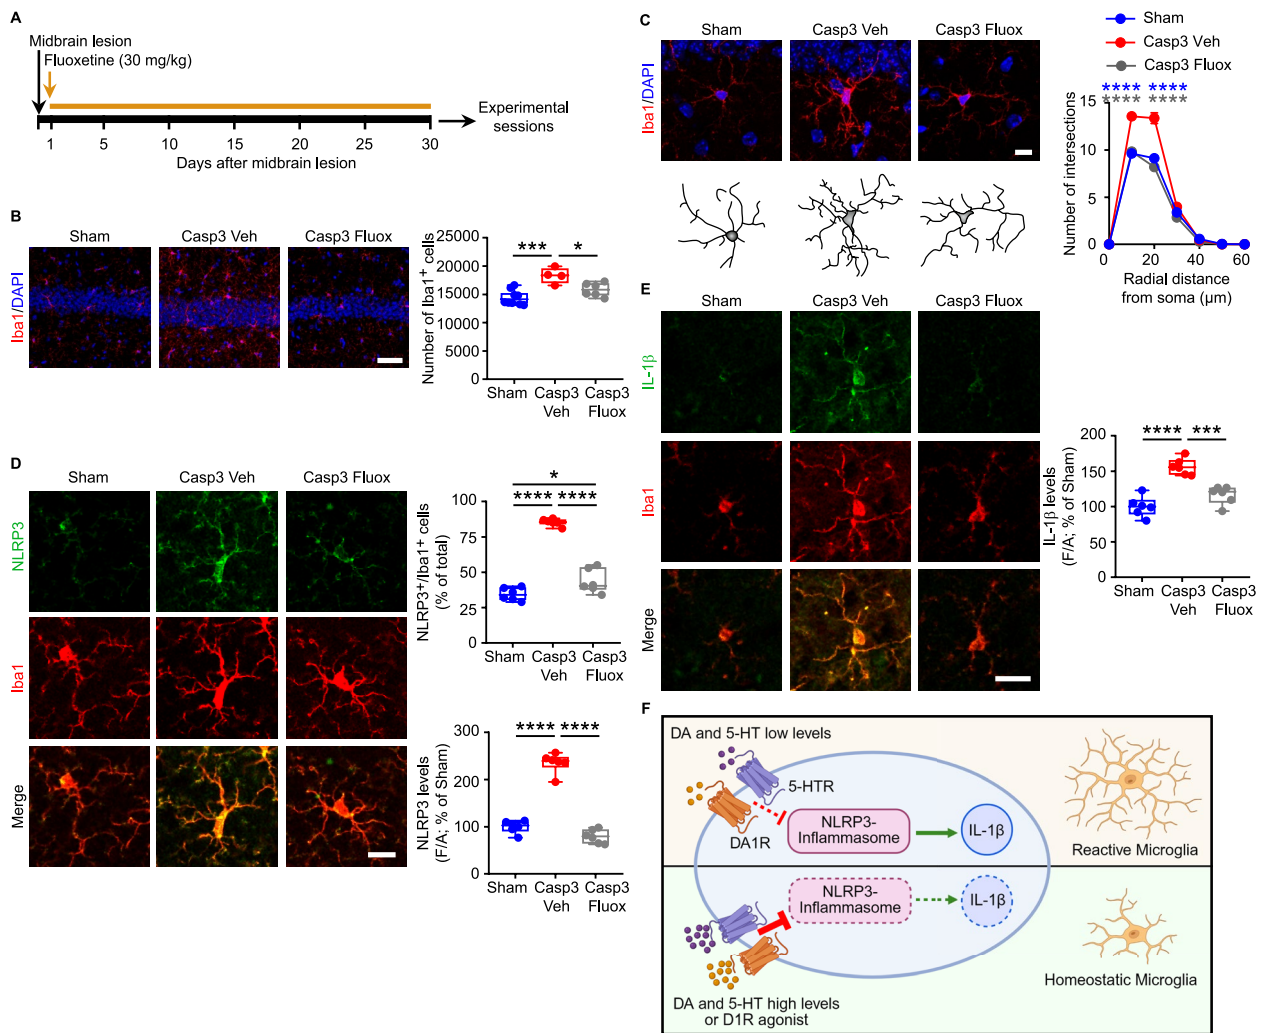 A
Midbrain lesion
Fluoxetine (30 mg/kg)
Experimental
sessions
1 5 10 15 20 25 30
Days after midbrain lesion
B
Sham Casp3 Veh Casp3 Fluox
Iba1/DAPI
Number of Iba1+ cells
25000
20000
15000
10000
5000
0
*** *
Sham Casp3 Veh Casp3 Fluox
C
Sham Casp3 Veh Casp3 Fluox
Iba1/DAPI
Sham
Casp3 Veh
Casp3 Fluox
**** ****
**** ****
Number of intersections
15
10
5
0
0 20 40 60
Radial distance
from soma (µm)
D
Sham Casp3 Veh Casp3 Fluox
NLRP3
Iba1
Merge
NLRP3+/Iba1+ cells
(% of total)
100
75
50
25
0
*
**** ****
Sham Casp3 Veh Casp3 Fluox
NLRP3 levels
(F/A; % of Sham)
300
200
100
0
**** ****
Sham Casp3 Veh Casp3 Fluox
E
Sham Casp3 Veh Casp3 Fluox
IL-1β
Iba1
Merge
IL-1β levels
(F/A; % of Sham)
200
150
100
50
0
**** ***
Sham Casp3 Veh Casp3 Fluox
F
DA and 5-HT low levels
5-HTR
DA1R
NLRP3-
Inflammasome
IL-1β
Reactive Microglia
NLRP3-
Inflammasome
IL-1β
Homeostatic Microglia
DA and 5-HT high levels
or D1R agonist